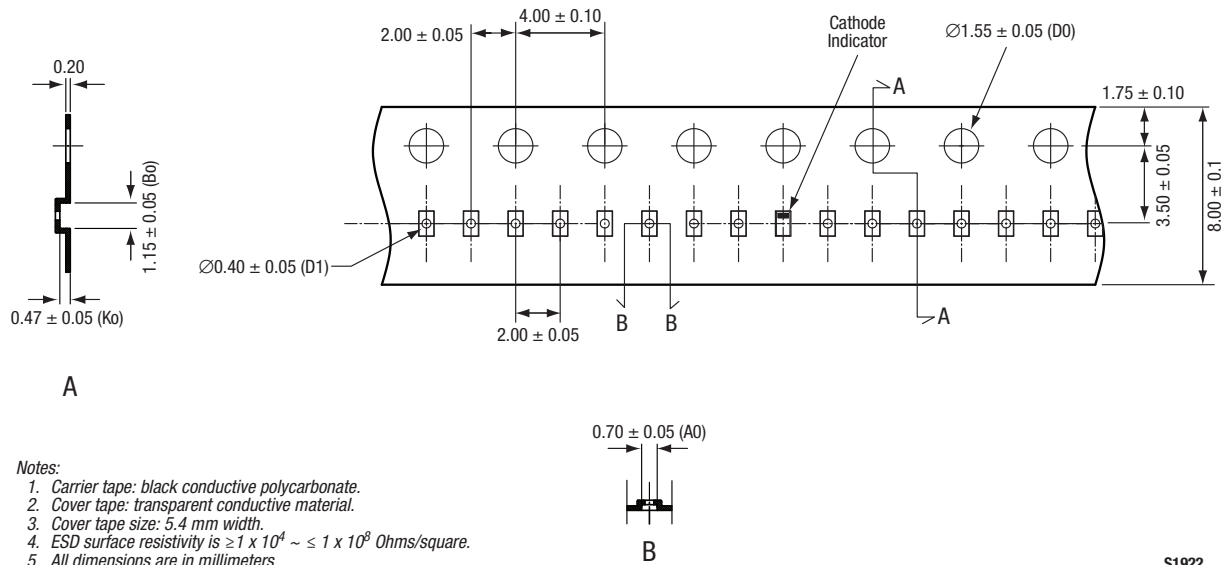 4.00 ± 0.10
2.00 ± 0.05
Cathode
Indicator
∅1.55 ± 0.05 (D0)
0.20
A
1.75 ± 0.10
1.15 ± 0.05 (Bo)
3.50 ± 0.05
8.00 ± 0.1
∅0.40 ± 0.05 (D1)
0.47 ± 0.05 (Ko)
B
B
A
2.00 ± 0.05
A
0.70 ± 0.05 (A0)
Notes:
1. Carrier tape: black conductive polycarbonate.
2. Cover tape: transparent conductive material.
3. Cover tape size: 5.4 mm width.
4. ESD surface resistivity is ≥1 x 10⁴ ~ ≤ 1 x 10⁸ Ohms/square.
5. All dimensions are in millimeters
B
S1922